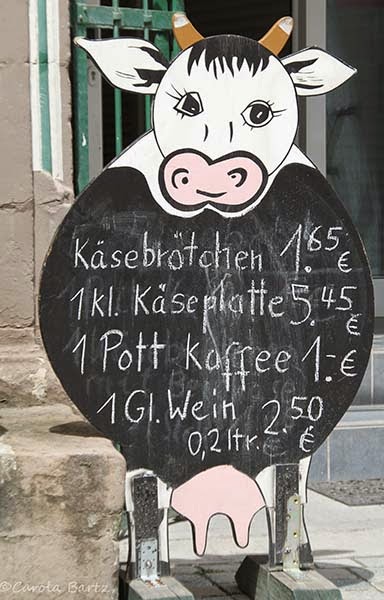 Käsebrötchen 1.65 €
1 kl. Käseplatte 5.45 €
1 Pott Kaffee 1.- €
1 Gl. Wein 2.50 €
0,2 ltr.
©Carola Bartz